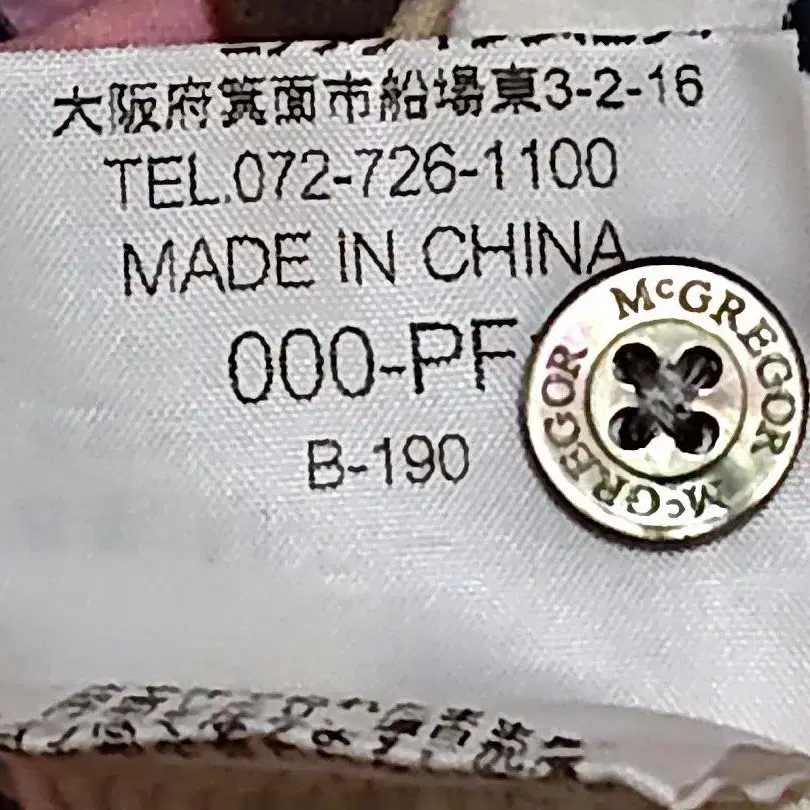 大阪府箕面市船場東3-2-16
TEL.072-726-1100
MADE IN CHINA
000-PF
B-190
McGREGOR
McGREGOR